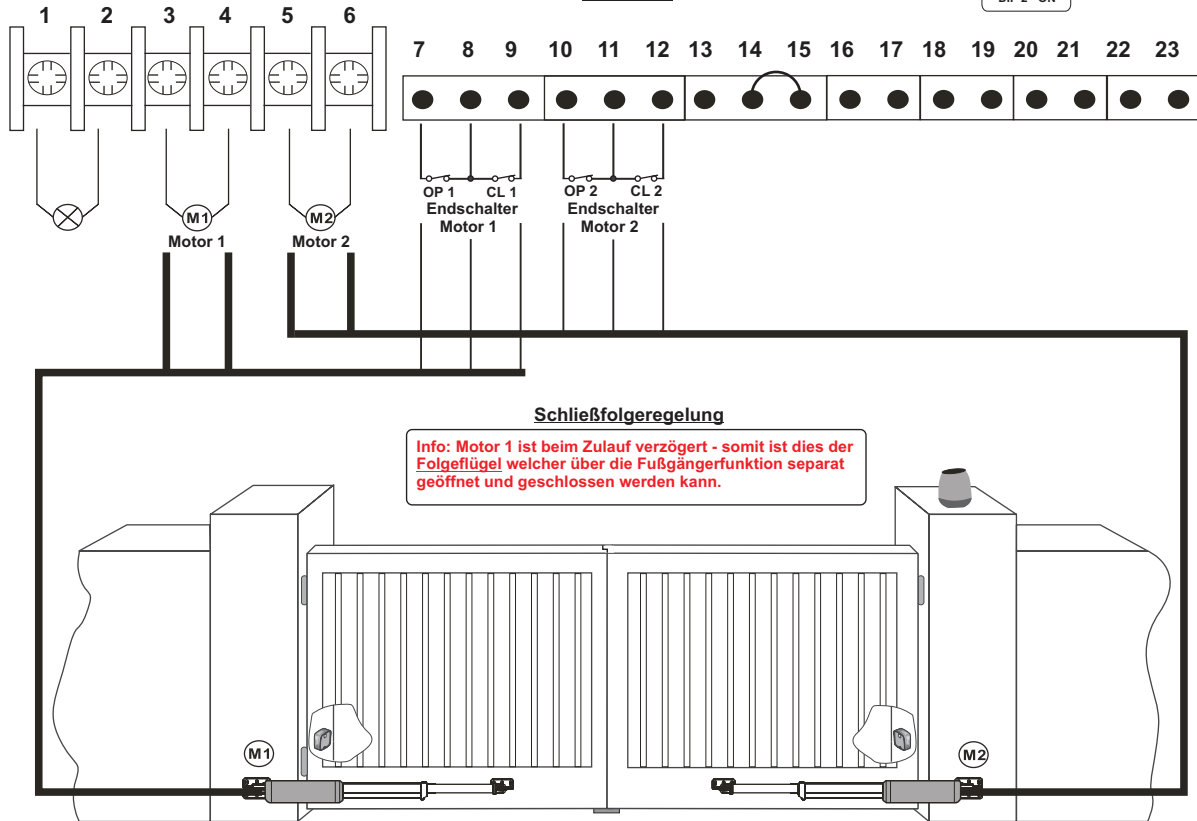 DIP 2 "ON"
1 2 3 4 5 6
7 8 9 10 11 12 13 14 15 16 17 18 19 20 21 22 23
OP 1 CL 1
Endschalter
Motor 1
OP 2 CL 2
Endschalter
Motor 2
M1
Motor 1
M2
Motor 2
Schließfolgeregelung
Info: Motor 1 ist beim Zulauf verzögert - somit ist dies der
Folgeflügel welcher über die Fußgängerfunktion separat
geöffnet und geschlossen werden kann.
M1
M2